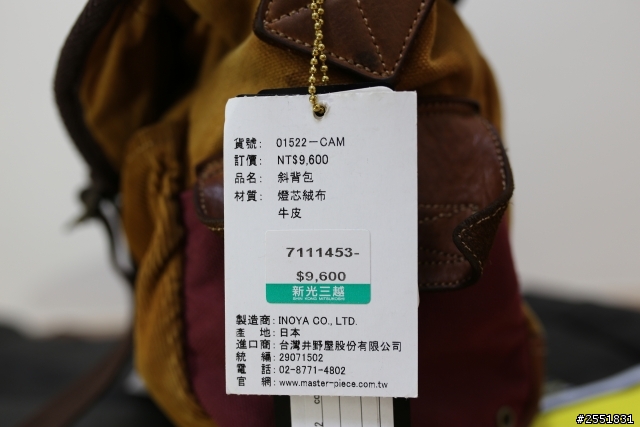 貨號: 01522-CAM
訂價: NT$9,600
品名: 斜背包
材質: 燈芯絨布
牛皮
7111453-
$9,600
新光三越
SHIN KONG MITSUKOSHI
製造商: INOYA CO., LTD.
產 地: 日本
進口商: 台灣井野屋股份有限公司
統 編: 29071502
電 話: 02-8771-4802
官 網: www.master-piece.com.tw
#2551831